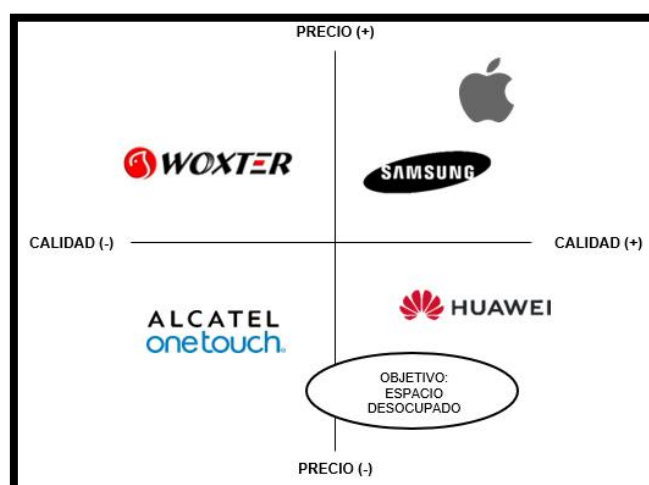 PRECIO (+)
WOXTER
SAMSUNG
CALIDAD (-)
CALIDAD (+)
ALCATEL
onetouch.
HUAWEI
OBJETIVO:
ESPACIO
DESOCUPADO
PRECIO (-)